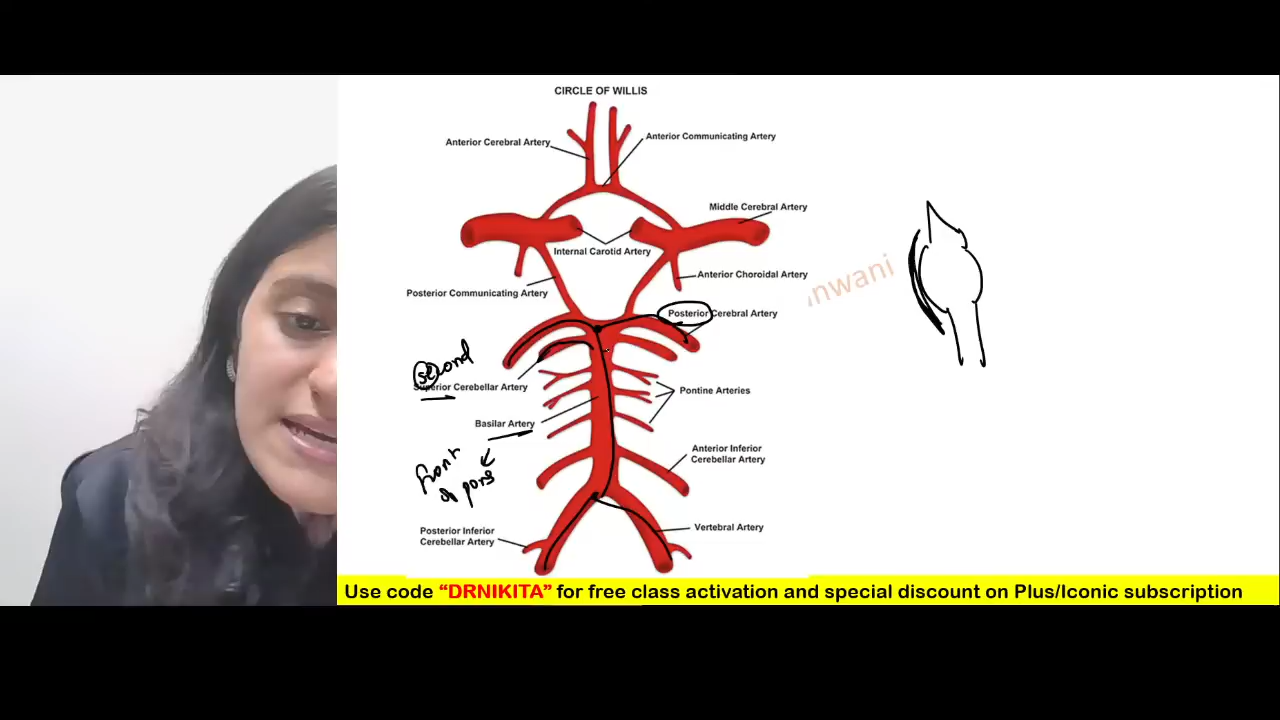 CIRCLE OF WILLIS
Anterior Communicating Artery
Anterior Cerebral Artery
Middle Cerebral Artery
Internal Carotid Artery
Anterior Choroidal Artery
Posterior Communicating Artery
Posterior Cerebral Artery
second
Superior Cerebellar Artery
Pontine Arteries
Basilar Artery
front
of pons
Anterior Inferior
Cerebellar Artery
Posterior Inferior
Cerebellar Artery
Vertebral Artery
nwani
Use code “DRNIKITA” for free class activation and special discount on Plus/Iconic subscription